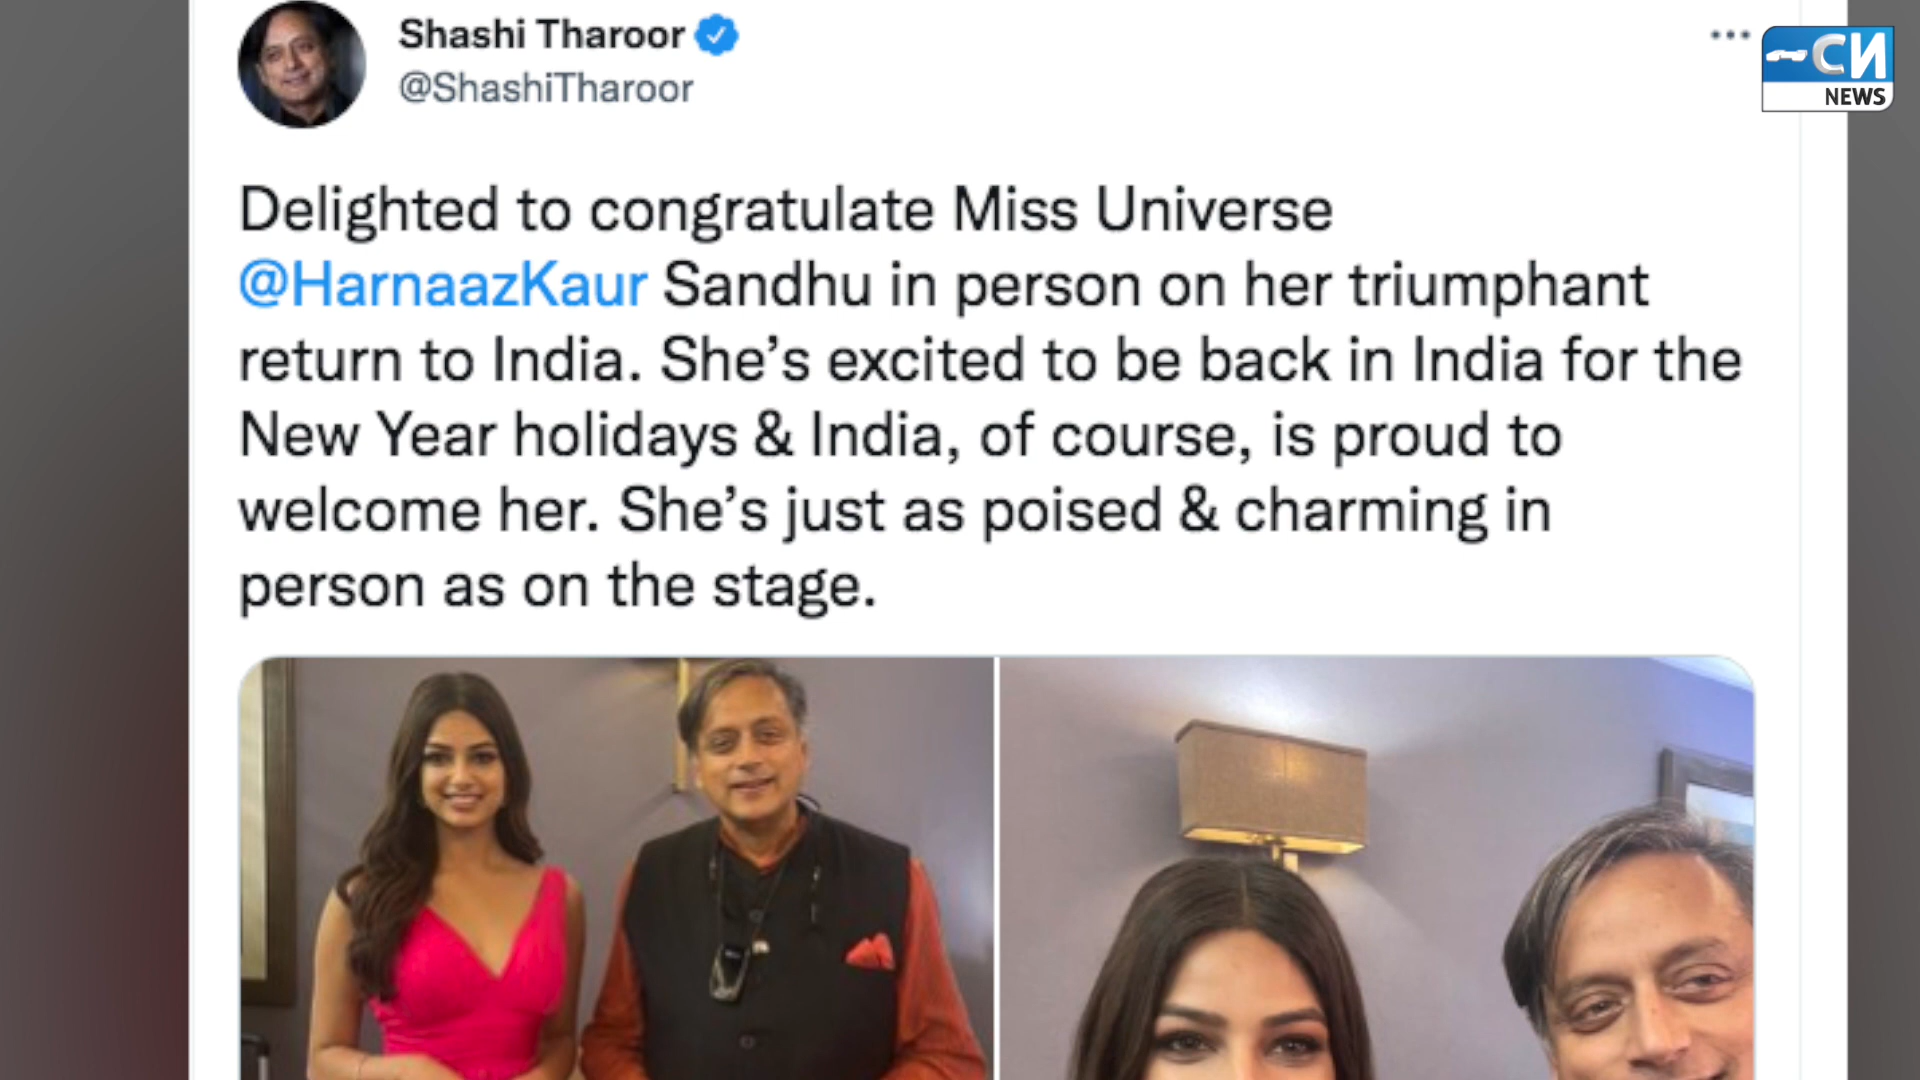 Shashi Tharoor
@ShashiTharoor
СИ
NEWS
Delighted to congratulate Miss Universe
@HarnaazKaur Sandhu in person on her triumphant
return to India. She’s excited to be back in India for the
New Year holidays & India, of course, is proud to
welcome her. She’s just as poised & charming in
person as on the stage.